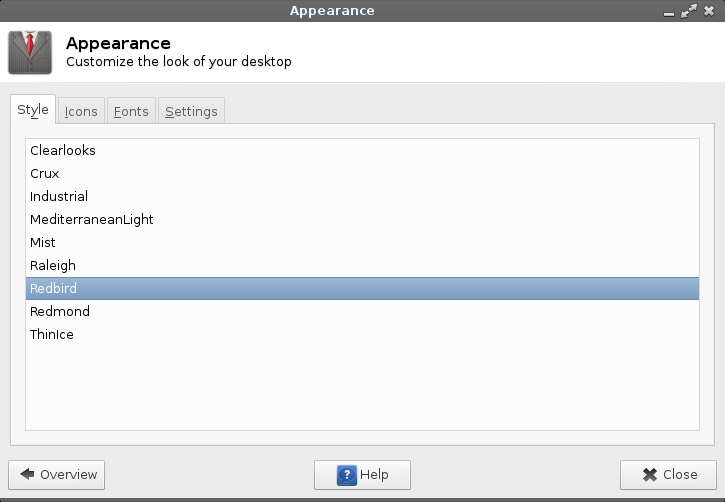 Appearance
Appearance
Customize the look of your desktop
Style Icons Fonts Settings
Clearlooks
Crux
Industrial
MediterraneanLight
Mist
Raleigh
Redbird
Redmond
ThinIce
Overview ? Help Close